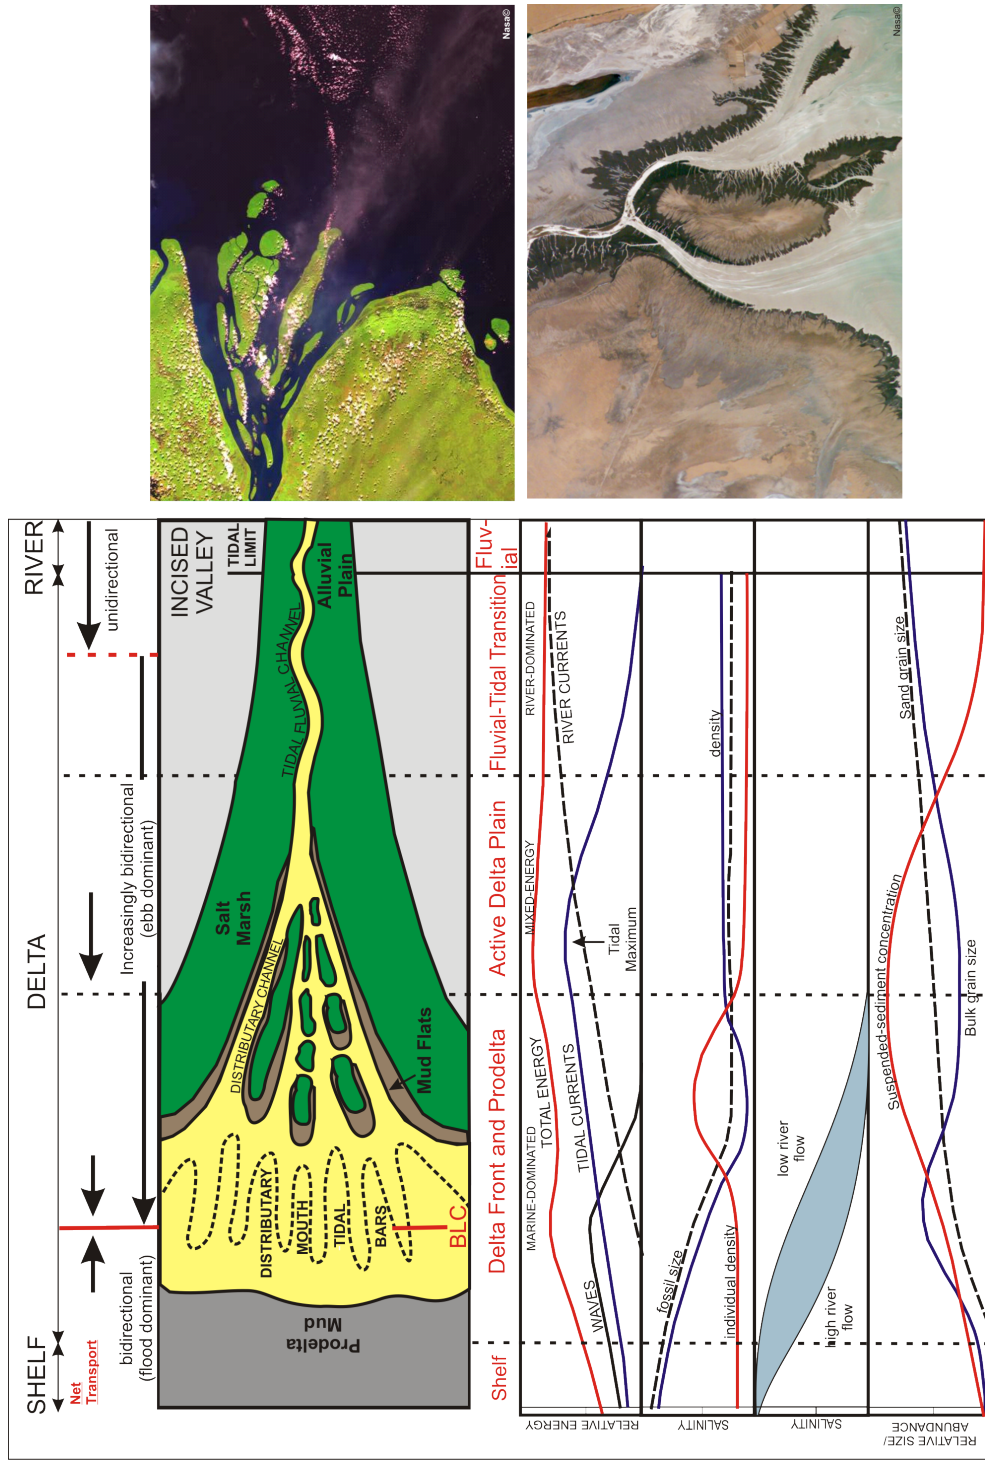 Nasa©
Nasa©
SHELF
DELTA
RIVER
Net
Transport
bidirectional
(flood dominant)
Increasingly bidirectional
(ebb dominant)
unidirectional
INCISED
VALLEY
TIDAL
LIMIT
Alluvial
Plain
TIDAL FLUVIAL CHANNEL
Salt
Marsh
DISTRIBUTARY CHANNEL
Mud Flats
DISTRIBUTARY
MOUTH
TIDAL
BARS
BLC
Prodelta
Mud
Shelf
Delta Front and Prodelta
Active Delta Plain
Fluvial-Tidal Transition
Fluv-
ial
MARINE-DOMINATED
MIXED-ENERGY
RIVER-DOMINATED
TOTAL ENERGY
TIDAL CURRENTS
RIVER CURRENTS
WAVES
Tidal
Maximum
RELATIVE ENERGY
fossil size
individual density
density
SALINITY
low river
flow
high river
flow
SALINITY
Suspended-sediment concentration
Sand grain size
Bulk grain size
RELATIVE SIZE/
ABUNDANCE